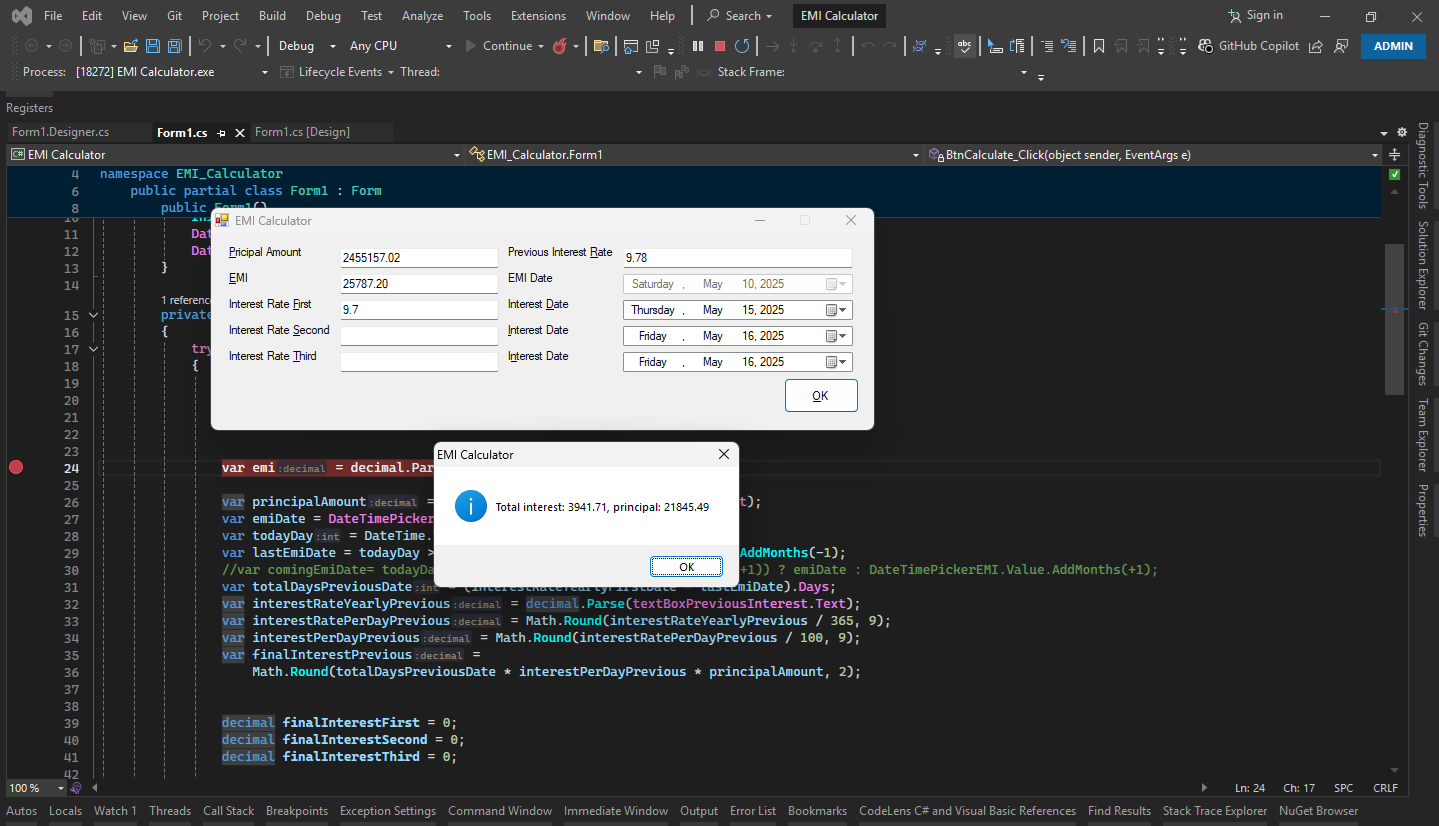 File Edit View Git Project Build Debug Test Analyze Tools Extensions Window Help Search EMI Calculator Sign in
Debug Any CPU Continue abc GitHub Copilot ADMIN
Process: [18272] EMI Calculator.exe Lifecycle Events Thread: Stack Frame:
Registers
Form1.Designer.cs Form1.cs Form1.cs [Design]
C# EMI Calculator EMI_Calculator.Form1 BtnCalculate_Click(object sender, EventArgs e)
4 namespace EMI_Calculator
6 public partial class Form1 : Form
8 public Form1()
10
11 Dat
12 Dat
13 }
14
1 reference
15 private
16 {
17 try
18 {
19
20
21
22
23
24 var emi:decimal = decimal.Par
25
26 var principalAmount:decimal = t);
27 var emiDate = DateTimePicker
28 var todayDay:int = DateTime.
29 var lastEmiDate = todayDay > AddMonths(-1);
30 //var comingEmiDate= todayDa +1)) ? emiDate : DateTimePickerEMI.Value.AddMonths(+1);
31 var totalDaysPreviousDate:int = (interestRateYearlyFirstDate - lastEmiDate).Days;
32 var interestRateYearlyPrevious:decimal = decimal.Parse(textBoxPreviousInterest.Text);
33 var interestRatePerDayPrevious:decimal = Math.Round(interestRateYearlyPrevious / 365, 9);
34 var interestPerDayPrevious:decimal = Math.Round(interestRatePerDayPrevious / 100, 9);
35 var finalInterestPrevious:decimal =
36 Math.Round(totalDaysPreviousDate * interestPerDayPrevious * principalAmount, 2);
37
38
39 decimal finalInterestFirst = 0;
40 decimal finalInterestSecond = 0;
41 decimal finalInterestThird = 0;
42
EMI Calculator
Pricipal Amount 2455157.02 Previous Interest Rate 9.78
EMI 25787.20 EMI Date Saturday , May 10, 2025
Interest Rate First 9.7 Interest Date Thursday , May 15, 2025
Interest Rate Second Interest Date Friday , May 16, 2025
Interest Rate Third Interest Date Friday , May 16, 2025
OK
EMI Calculator
Total interest: 3941.71, principal: 21845.49
OK
Diagnostic Tools
Solution Explorer
Git Changes
Team Explorer
Properties
100 % Ln: 24 Ch: 17 SPC CRLF
Autos Locals Watch 1 Threads Call Stack Breakpoints Exception Settings Command Window Immediate Window Output Error List Bookmarks CodeLens C# and Visual Basic References Find Results Stack Trace Explorer NuGet Browser